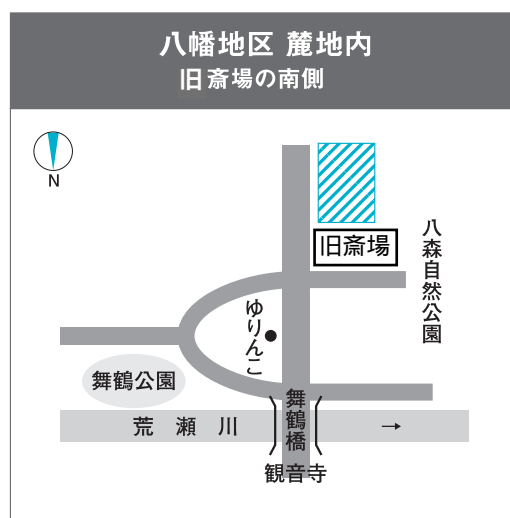 八幡地区 麓地内
旧斎場の南側
N
旧斎場
八森自然公園
ゆりんこ
舞鶴公園
舞鶴橋
荒瀬川
→
観音寺